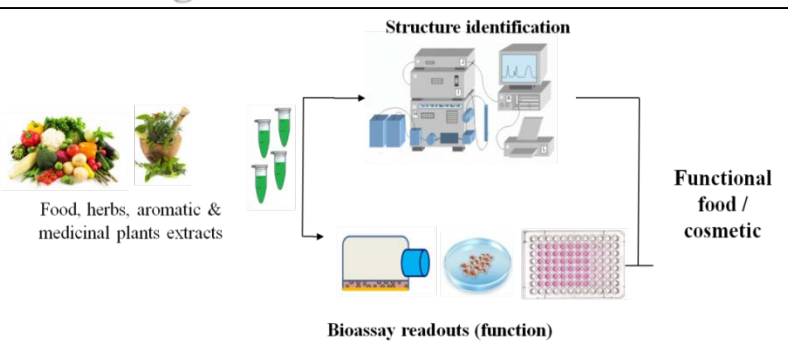 Structure identification
Food, herbs, aromatic &
medicinal plants extracts
Functional
food /
cosmetic
Bioassay readouts (function)